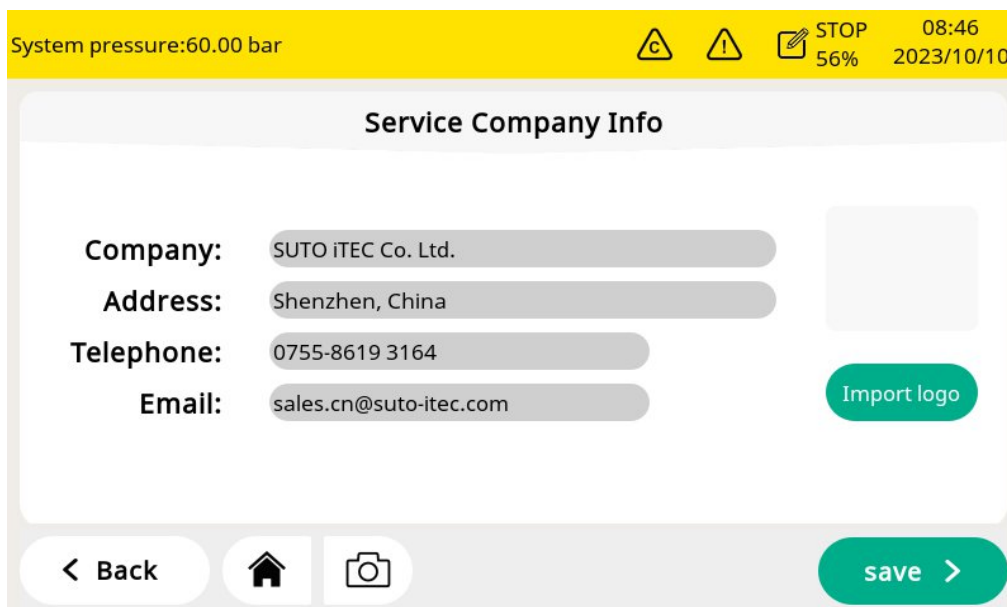 System pressure:60.00 bar
C
!
STOP
56%
08:46
2023/10/10
Service Company Info
Company: SUTO iTEC Co. Ltd.
Address: Shenzhen, China
Telephone: 0755-8619 3164
Email: sales.cn@suto-itec.com
Import logo
Back
save